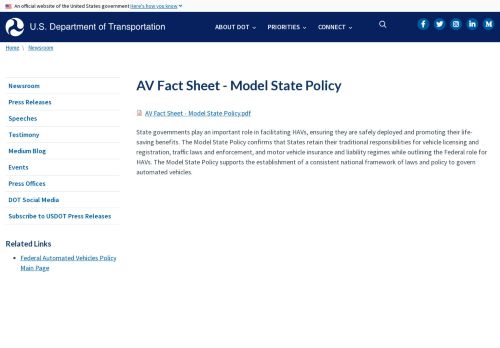 An official website of the United States government Here's how you know
U.S. Department of Transportation
ABOUT DOT
PRIORITIES
CONNECT
Home \ Newsroom
Newsroom
Press Releases
Speeches
Testimony
Medium Blog
Events
Press Offices
DOT Social Media
Subscribe to USDOT Press Releases
Related Links
Federal Automated Vehicles Policy
Main Page
AV Fact Sheet - Model State Policy
AV Fact Sheet - Model State Policy.pdf
State governments play an important role in facilitating HAVs, ensuring they are safely deployed and promoting their life-
saving benefits. The Model State Policy confirms that States retain their traditional responsibilities for vehicle licensing and
registration, traffic laws and enforcement, and motor vehicle insurance and liability regimes while outlining the Federal role for
HAVs. The Model State Policy supports the establishment of a consistent national framework of laws and policy to govern
automated vehicles.